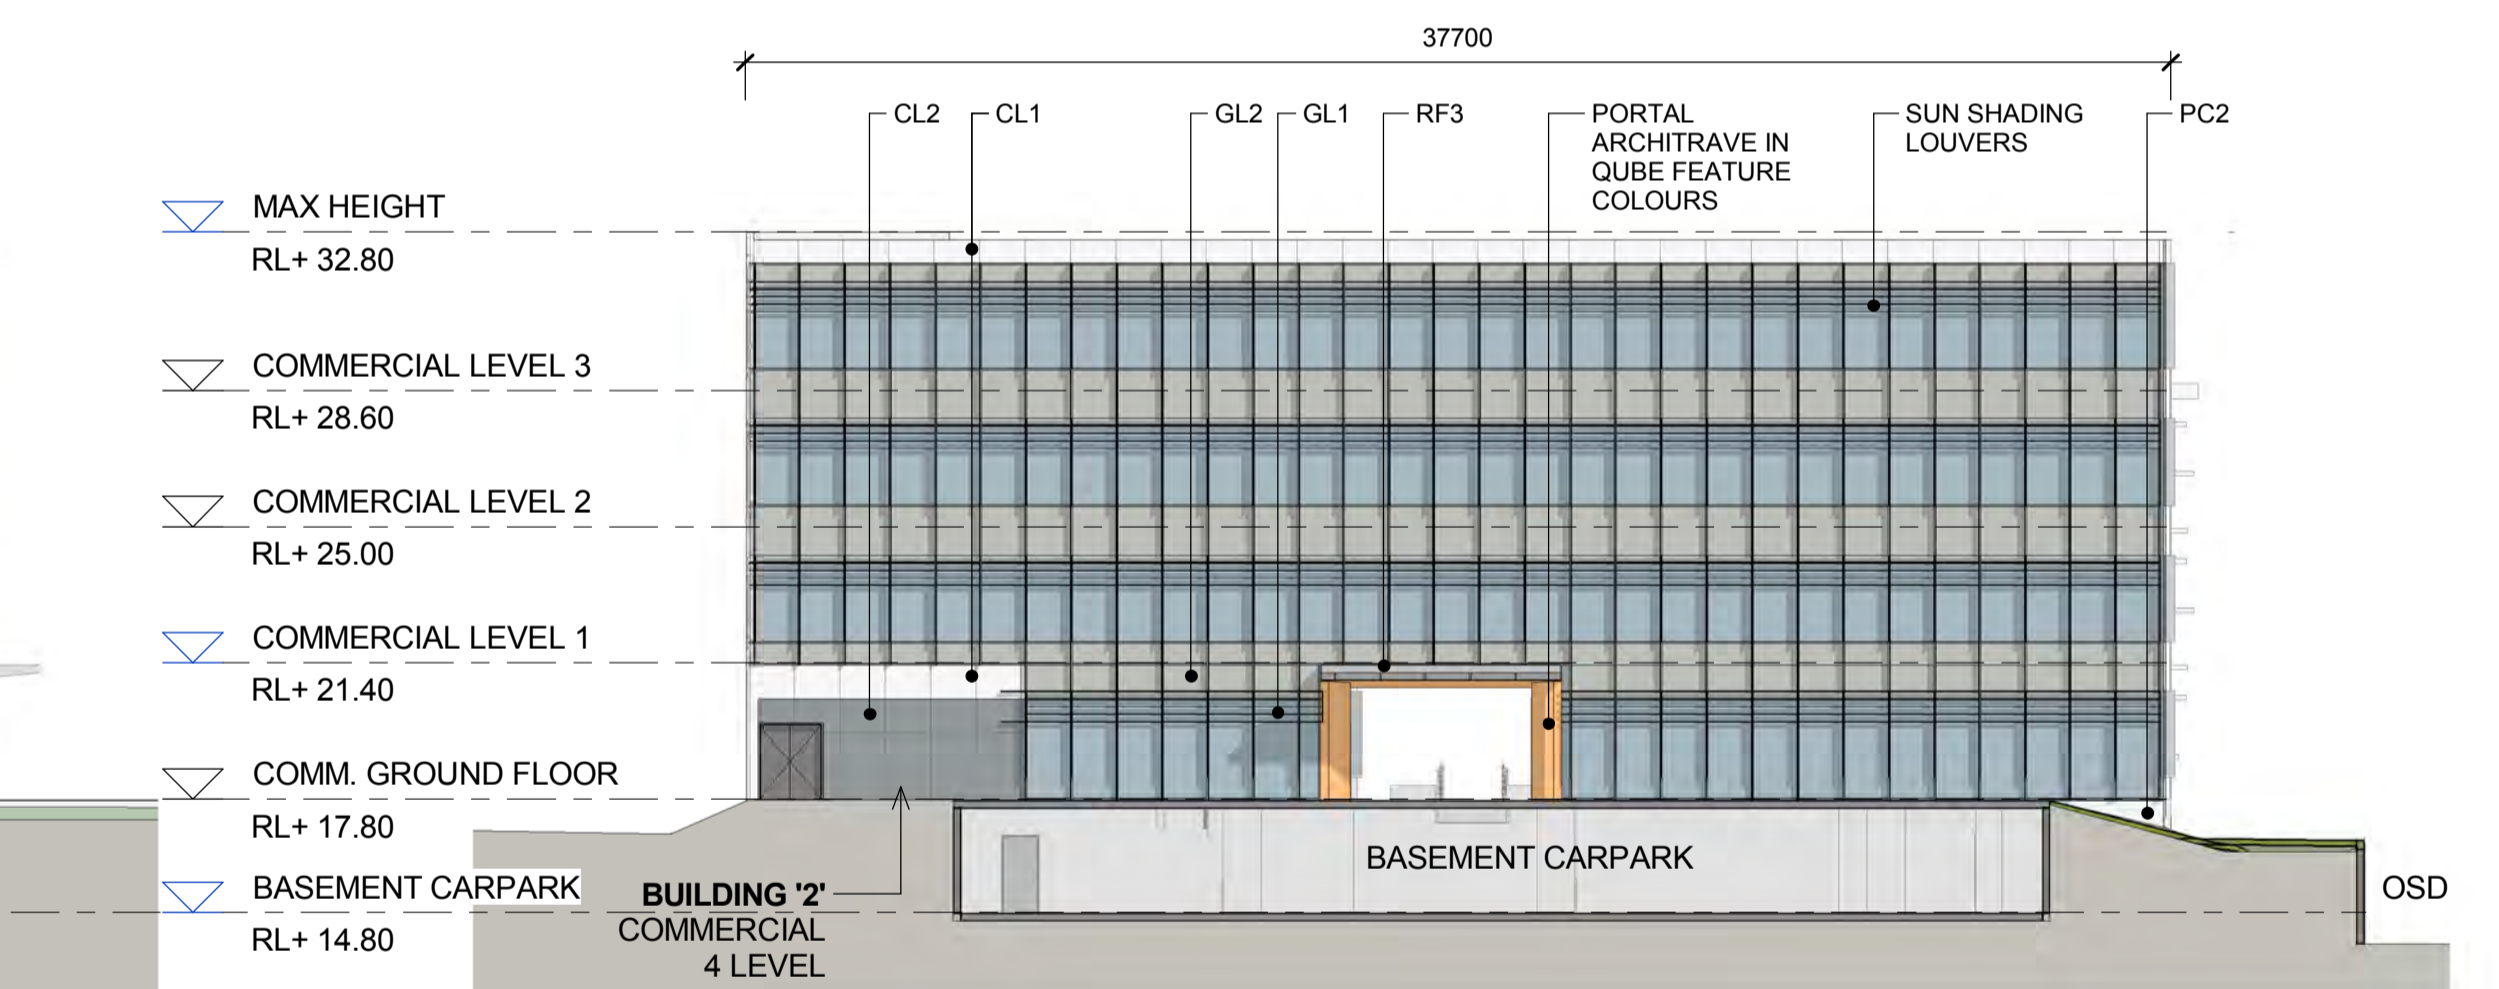 37700
CL2
CL1
GL2
GL1
RF3
PORTAL
ARCHITRAVE IN
QUBE FEATURE
COLOURS
SUN SHADING
LOUVERS
PC2
MAX HEIGHT
RL+ 32.80
COMMERCIAL LEVEL 3
RL+ 28.60
COMMERCIAL LEVEL 2
RL+ 25.00
COMMERCIAL LEVEL 1
RL+ 21.40
COMM. GROUND FLOOR
RL+ 17.80
BASEMENT CARPARK
RL+ 14.80
BUILDING '2'
COMMERCIAL
4 LEVEL
BASEMENT CARPARK
OSD